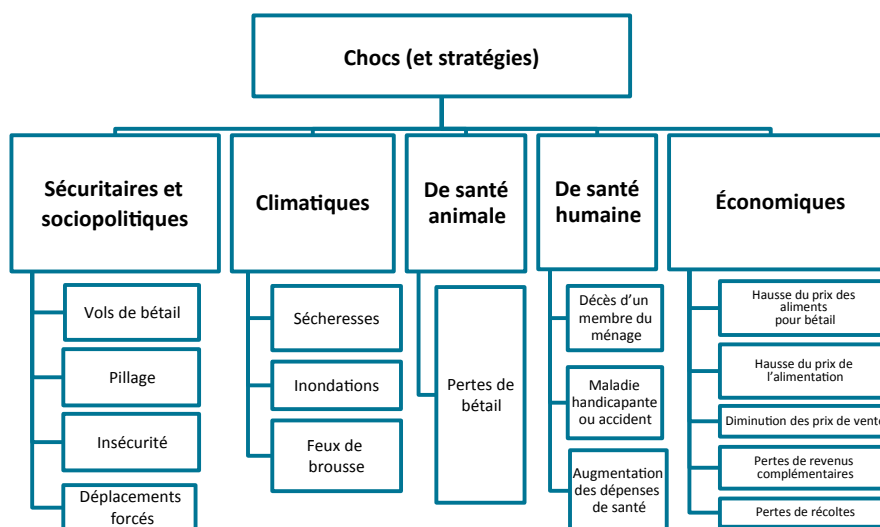 Chocs (et stratégies)
Sécuritaires et
sociopolitiques
Vols de bétail
Pillage
Insécurité
Déplacements
forcés
Climatiques
Sécheresses
Inondations
Feux de
brousse
De santé
animale
Pertes de
bétail
De santé
humaine
Décès d'un
membre du
ménage
Maladie
handicapante
ou accident
Augmentation
des dépenses
de santé
Économiques
Hausse du prix des
aliments
pour bétail
Hausse du prix de
l'alimentation
Diminution des prix de vente
Pertes de revenus
complémentaires
Pertes de récoltes